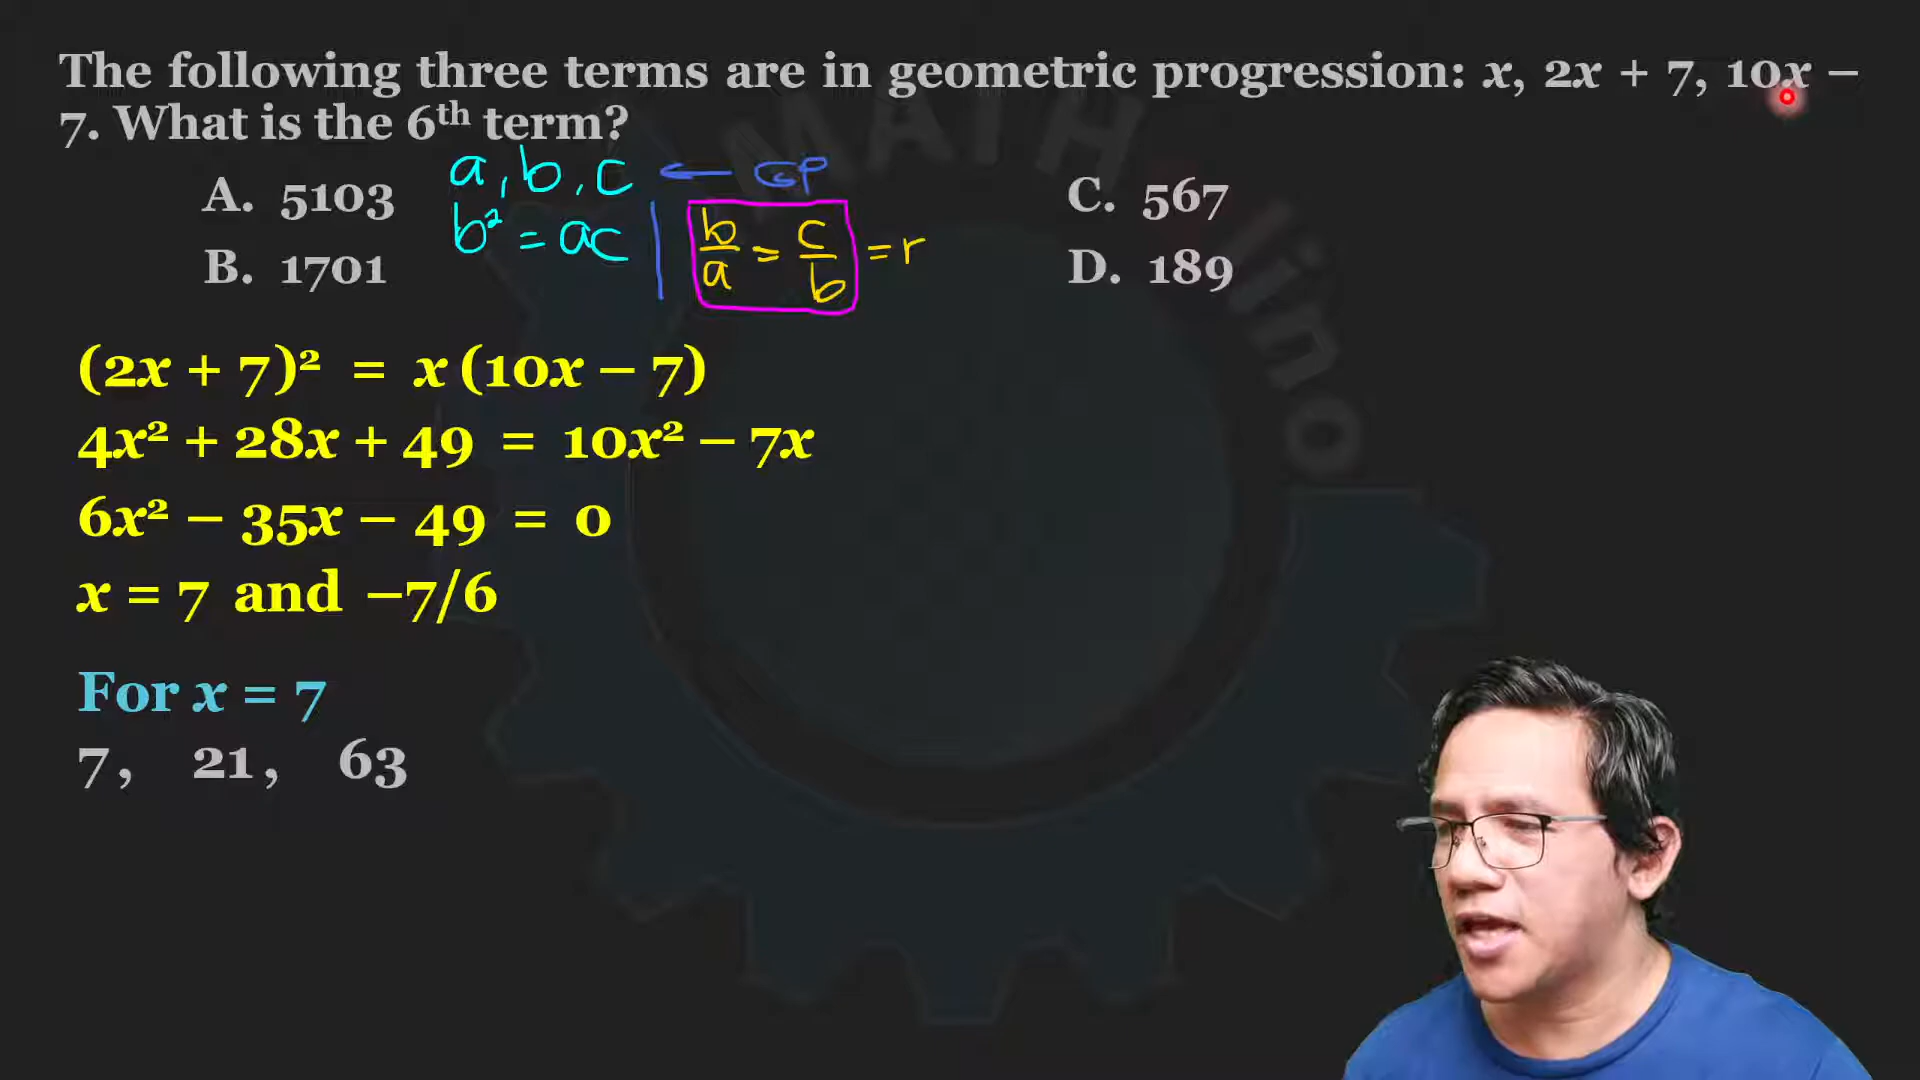 The following three terms are in geometric progression: x, 2x + 7, 10x −
7. What is the 6th term?
a, b, c ← GP
A. 5103
C. 567
b² = ac | b/a = c/b = r
B. 1701
D. 189
(2x + 7)² = x (10x − 7)
4x² + 28x + 49 = 10x² − 7x
6x² − 35x − 49 = 0
x = 7 and −7/6
For x = 7
7, 21, 63
MATH
lino